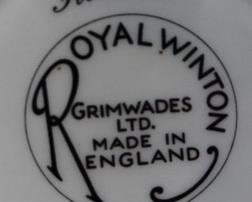 ROYAL WINTON
GRIMWADES
LTD.
MADE IN
ENGLAND